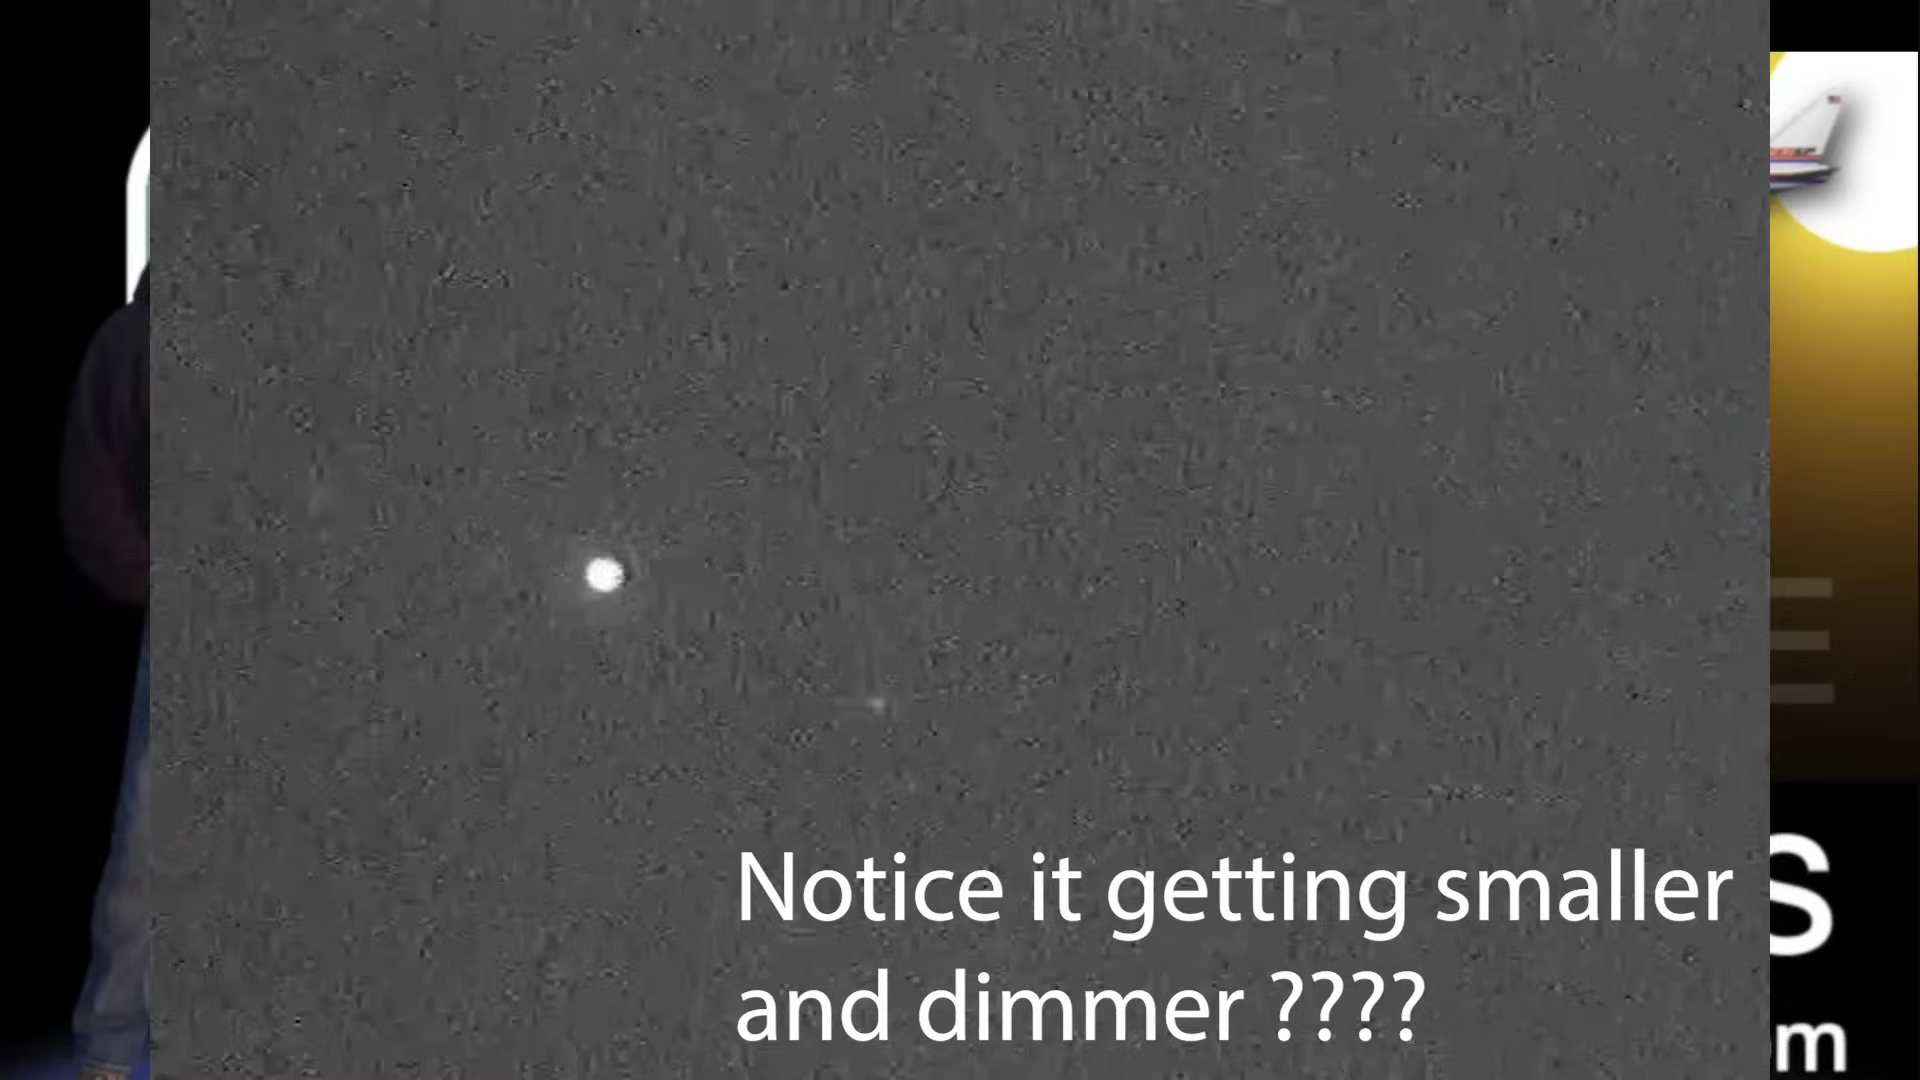 Notice it getting smaller
and dimmer ????
S
m